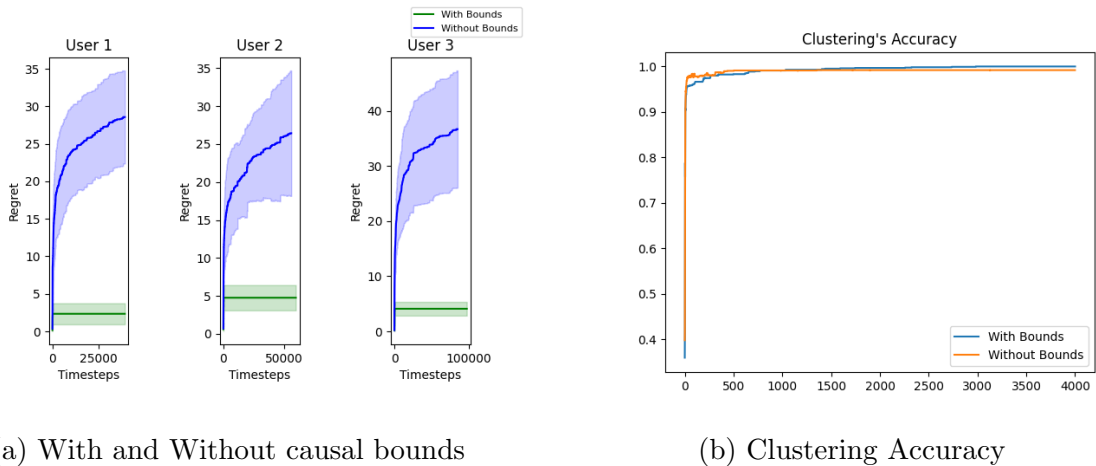 With Bounds
Without Bounds
User 1
User 2
User 3
Regret
35
30
25
20
15
10
5
0
0
25000
Timesteps
Regret
35
30
25
20
15
10
5
0
0
50000
Timesteps
Regret
40
30
20
10
0
0
100000
Timesteps
Clustering's Accuracy
1.0
0.9
0.8
0.7
0.6
0.5
0.4
0
500
1000
1500
2000
2500
3000
3500
4000
With Bounds
Without Bounds
a) With and Without causal bounds
(b) Clustering Accuracy